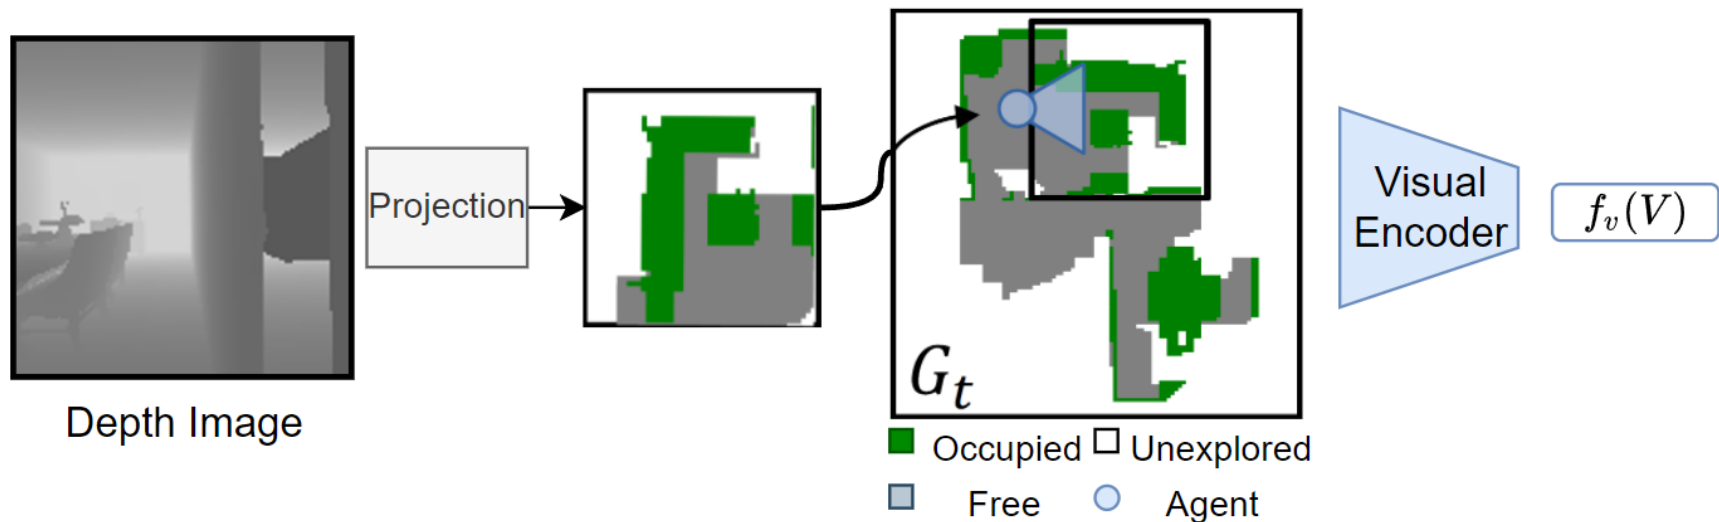 Depth Image
Projection
G_t
Occupied
Unexplored
Free
Agent
Visual
Encoder
f_v(V)